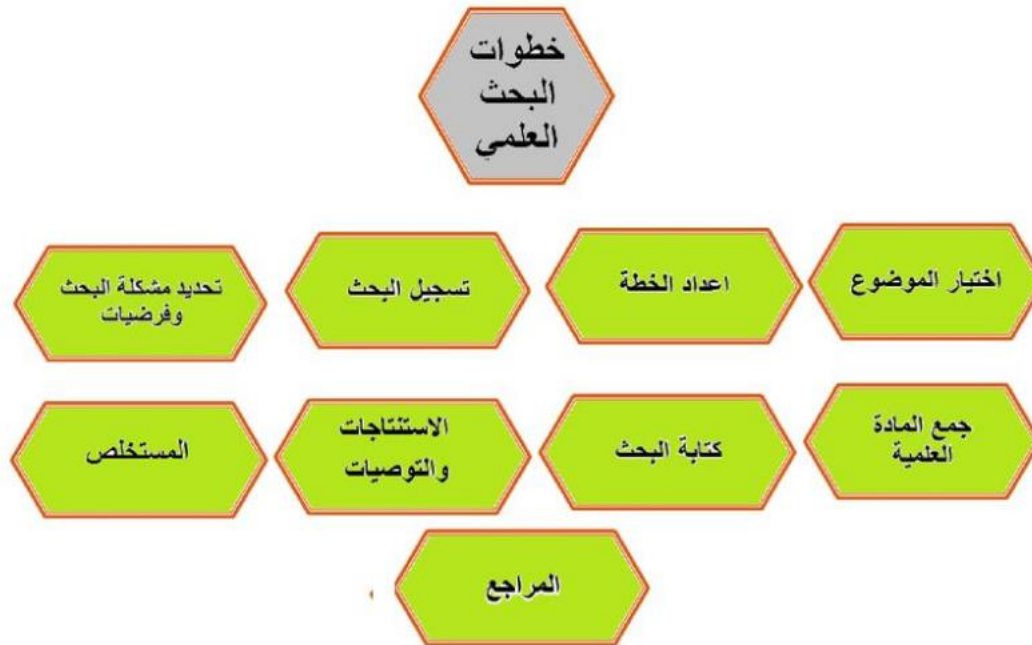 خطوات
البحث
العلمي
اختيار الموضوع
اعداد الخطة
تسجيل البحث
تحديد مشكلة البحث
وفرضيات
جمع المادة
العلمية
كتابة البحث
الاستنتاجات
والتوصيات
المستخلص
المراجع